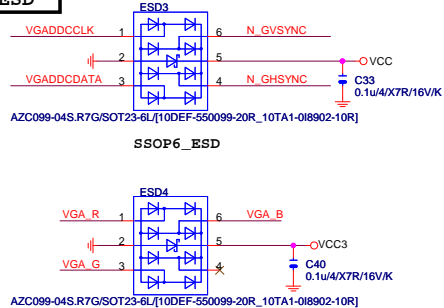 ESD
ESD3
VGADDCCLK 1 6 N_GVSYNC
2 5 VCC
VGADDCDATA 3 4 N_GHSYNC
C33
0.1u/4/X7R/16V/K
AZC099-04S.R7G/SOT23-6L/[10DEF-550099-20R_10TA1-0I8902-10R]
SSOP6_ESD
ESD4
VGA_R 1 6 VGA_B
2 5 VCC3
VGA_G 3 4
C40
0.1u/4/X7R/16V/K
AZC099-04S.R7G/SOT23-6L/[10DEF-550099-20R_10TA1-0I8902-10R]